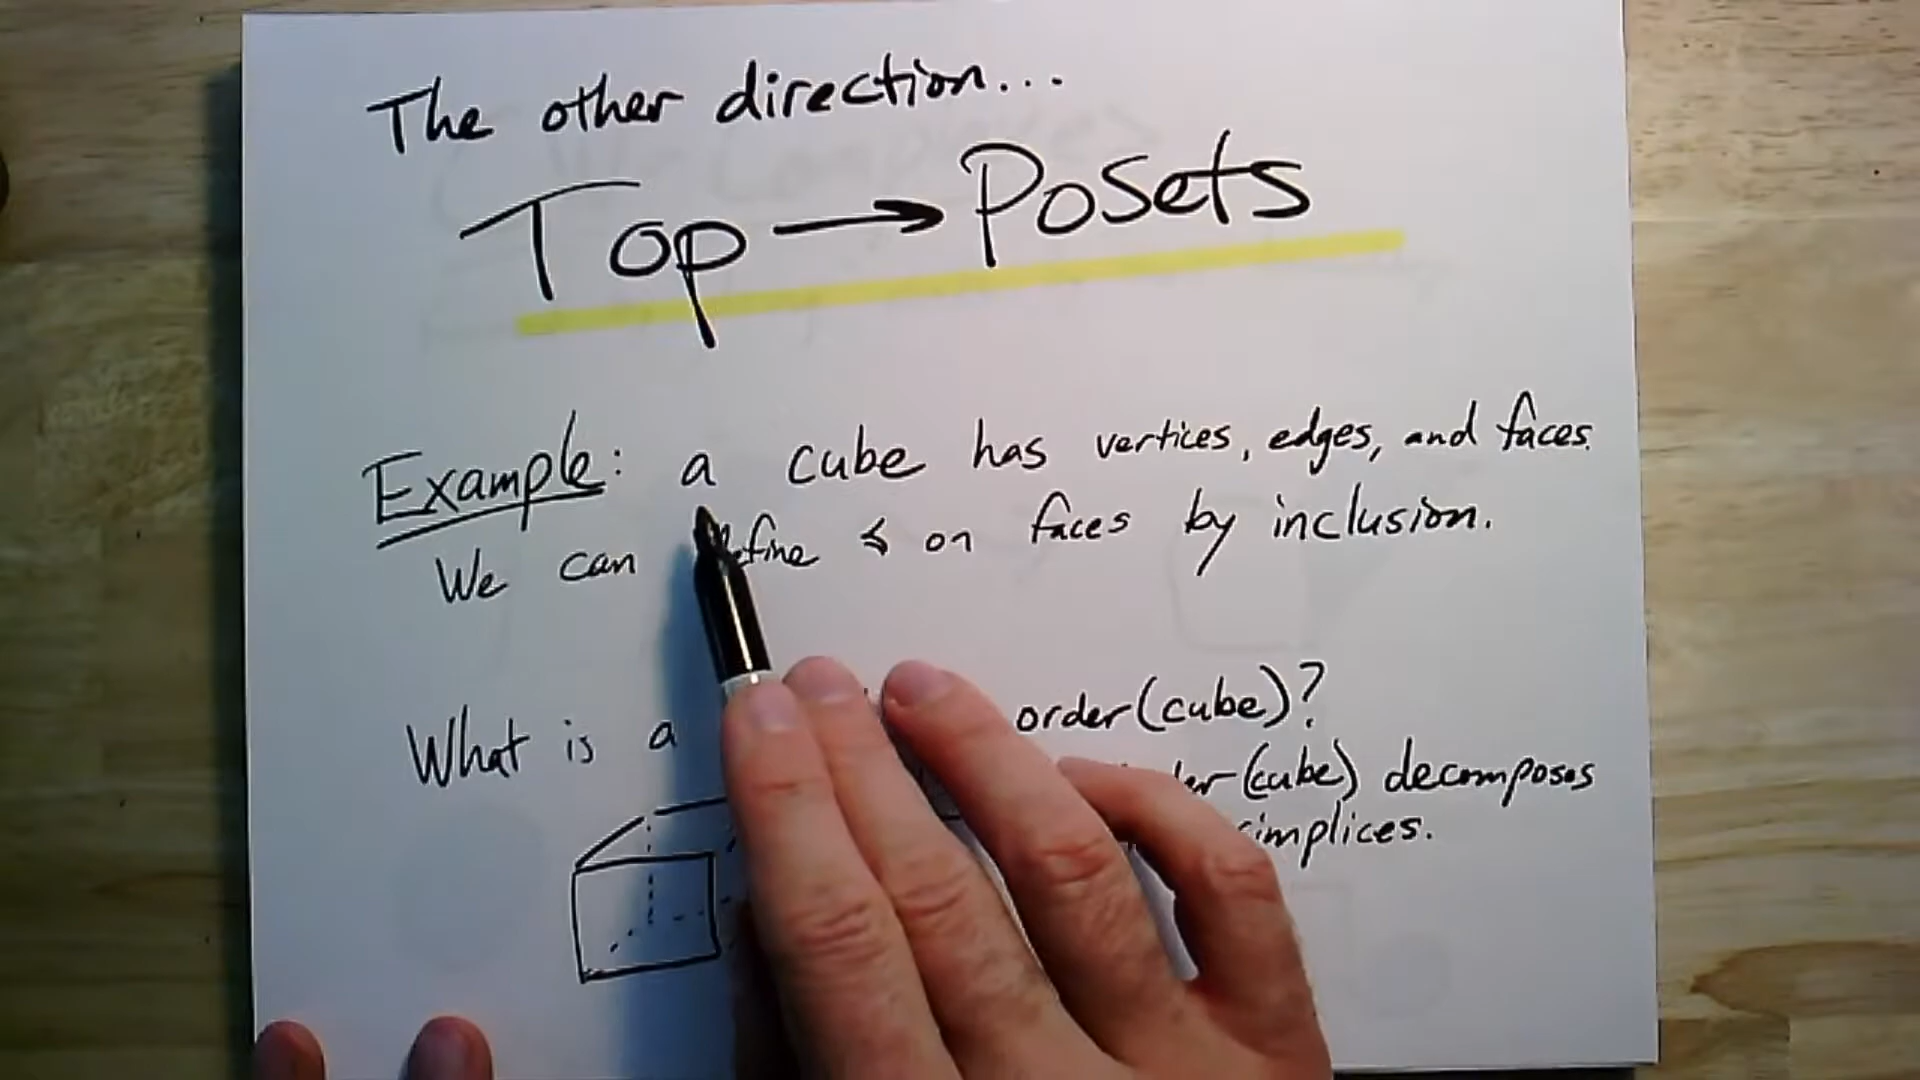 The other direction...
Top → Posets
Example: a cube has vertices, edges, and faces.
We can define ≤ on faces by inclusion.
What is a order(cube)?
(cube) decomposes
simplices.